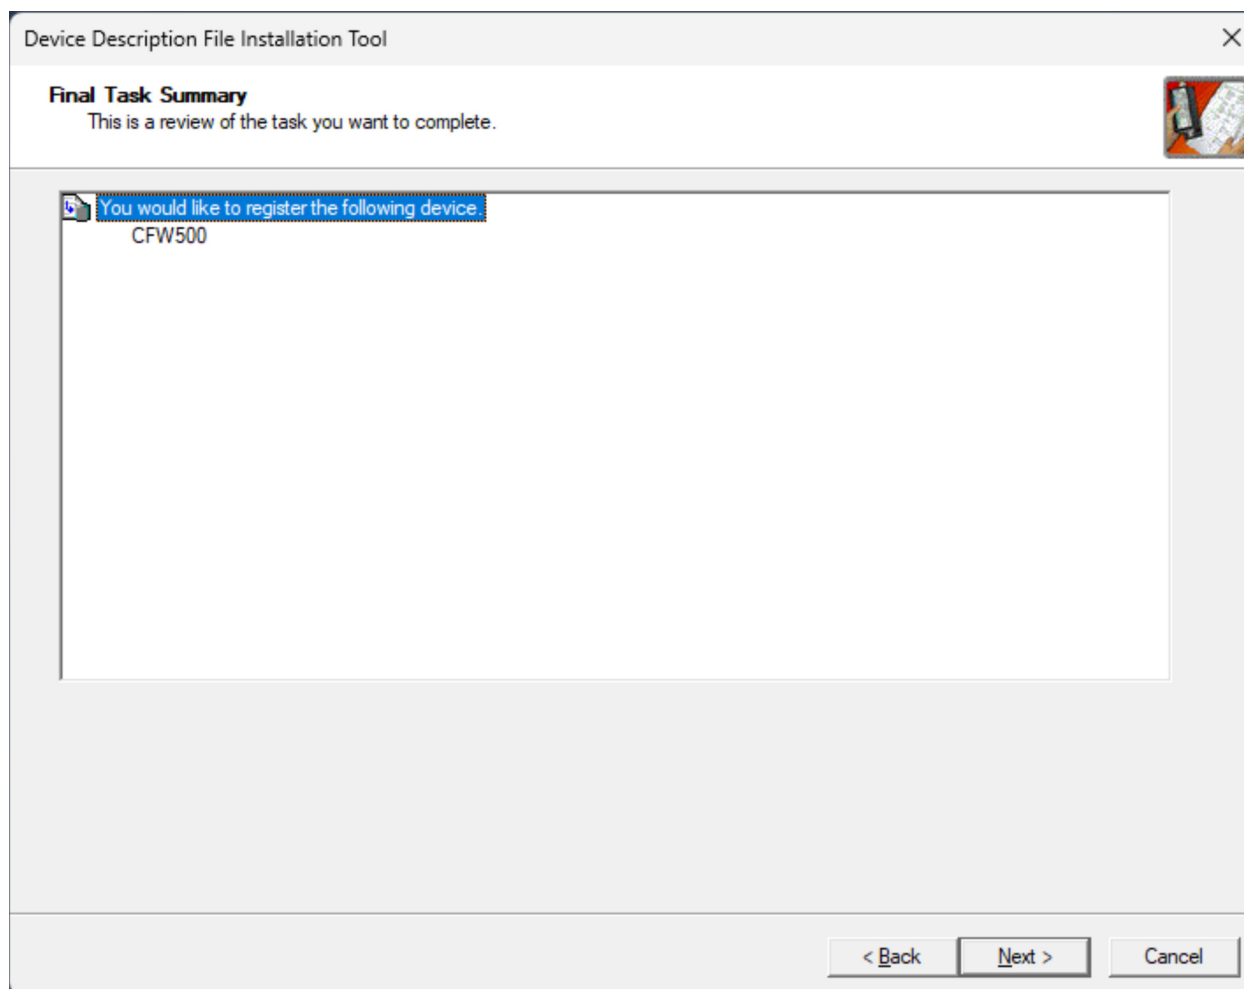 Device Description File Installation Tool
Final Task Summary
This is a review of the task you want to complete.
You would like to register the following device.
CFW500
< Back
Next >
Cancel